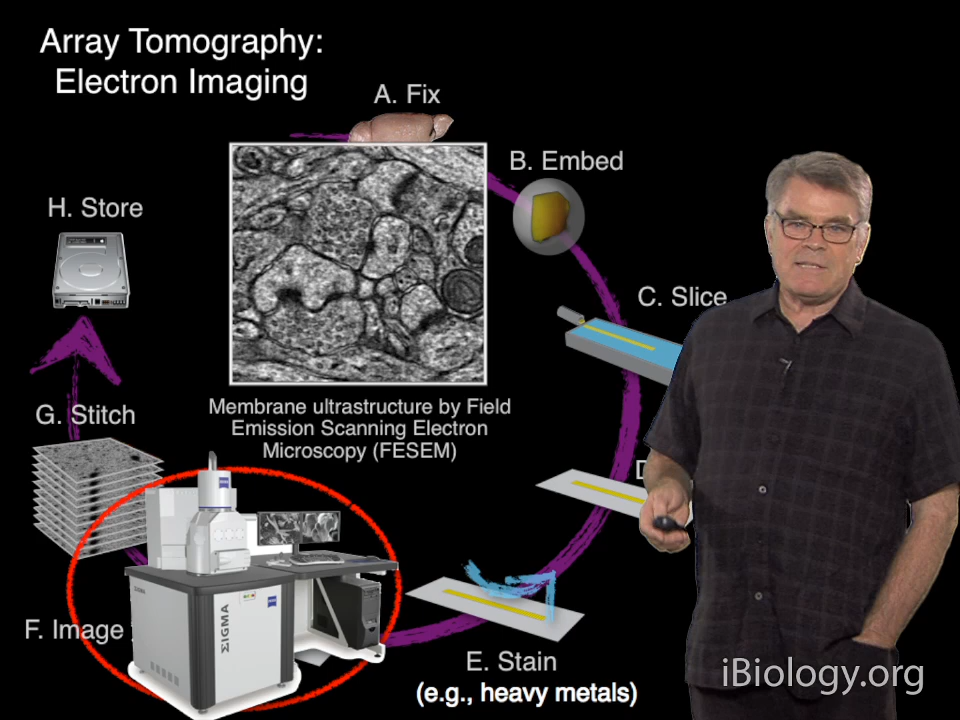 Array Tomography:
Electron Imaging
A. Fix
B. Embed
H. Store
C. Slice
G. Stitch
Membrane ultrastructure by Field
Emission Scanning Electron
Microscopy (FESEM)
D
F. Image
ΣIGMA
E. Stain
(e.g., heavy metals)
iBiology.org